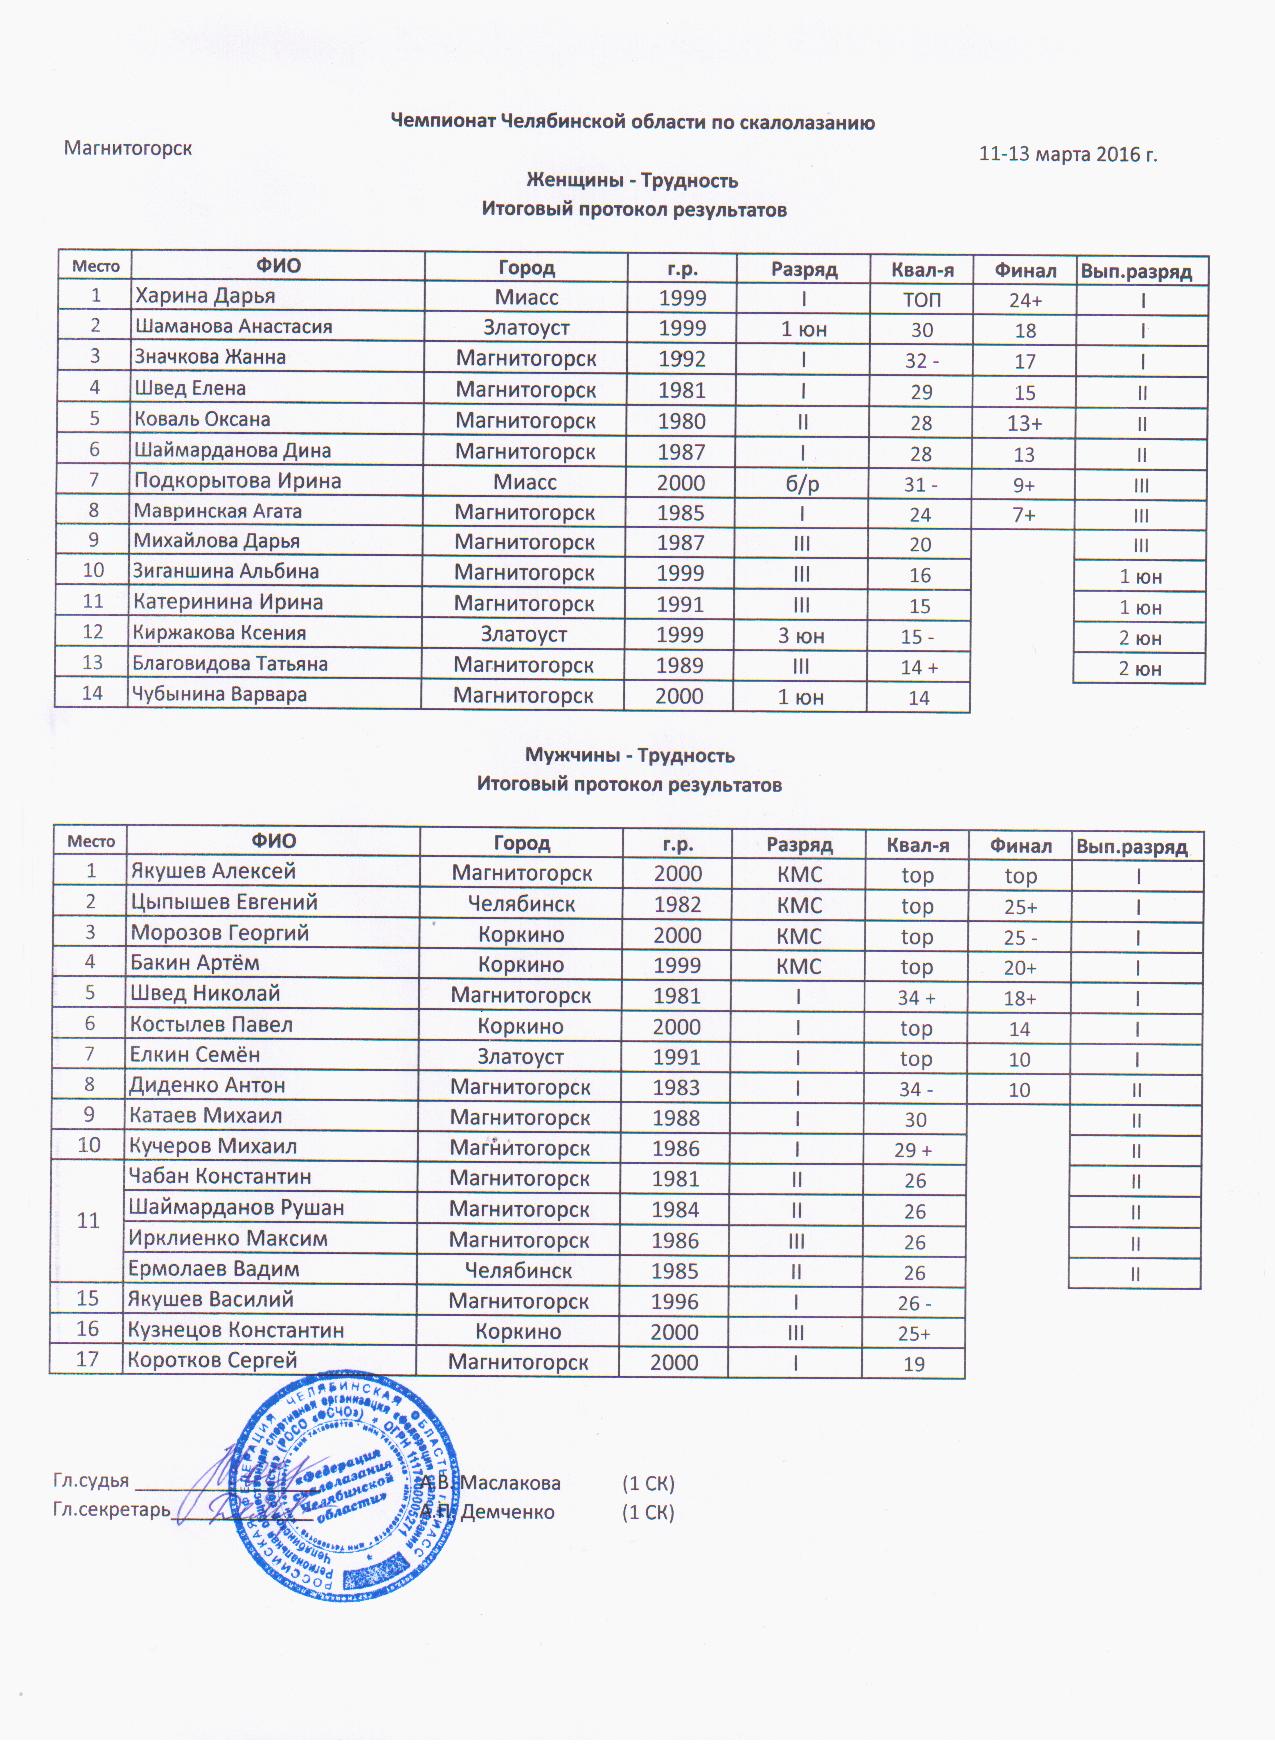 Чемпионат Челябинской области по скалолазанию
Магнитогорск 11-13 марта 2016 г.
Женщины - Трудность
Итоговый протокол результатов
Место ФИО Город г.р. Разряд Квал-я Финал Вып.разряд
1 Харина Дарья Миасс 1999 I ТОП 24+ I
2 Шаманова Анастасия Златоуст 1999 1 юн 30 18 I
3 Значкова Жанна Магнитогорск 1992 I 32 - 17 I
4 Швед Елена Магнитогорск 1981 I 29 15 II
5 Коваль Оксана Магнитогорск 1980 II 28 13+ II
6 Шаймарданова Дина Магнитогорск 1987 I 28 13 II
7 Подкорытова Ирина Миасс 2000 б/р 31 - 9+ III
8 Мавринская Агата Магнитогорск 1985 I 24 7+ III
9 Михайлова Дарья Магнитогорск 1987 III 20 III
10 Зиганшина Альбина Магнитогорск 1999 III 16 1 юн
11 Катеринина Ирина Магнитогорск 1991 III 15 1 юн
12 Киржакова Ксения Златоуст 1999 3 юн 15 - 2 юн
13 Благовидова Татьяна Магнитогорск 1989 III 14 + 2 юн
14 Чубынина Варвара Магнитогорск 2000 1 юн 14
Мужчины - Трудность
Итоговый протокол результатов
Место ФИО Город г.р. Разряд Квал-я Финал Вып.разряд
1 Якушев Алексей Магнитогорск 2000 КМС top top I
2 Цыпышев Евгений Челябинск 1982 КМС top 25+ I
3 Морозов Георгий Коркино 2000 КМС top 25 - I
4 Бакин Артём Коркино 1999 КМС top 20+ I
5 Швед Николай Магнитогорск 1981 I 34 + 18+ I
6 Костылев Павел Коркино 2000 I top 14 I
7 Елкин Семён Златоуст 1991 I top 10 I
8 Диденко Антон Магнитогорск 1983 I 34 - 10 II
9 Катаев Михаил Магнитогорск 1988 I 30 II
10 Кучеров Михаил Магнитогорск 1986 I 29 + II
11 Чабан Константин Магнитогорск 1981 II 26 II
Шаймарданов Рушан Магнитогорск 1984 II 26 II
Ирклиенко Максим Магнитогорск 1986 III 26 II
Ермолаев Вадим Челябинск 1985 II 26 II
15 Якушев Василий Магнитогорск 1996 I 26 -
16 Кузнецов Константин Коркино 2000 III 25+
17 Коротков Сергей Магнитогорск 2000 I 19
Гл.судья А.В. Маслакова (1 СК)
Гл.секретарь А.П. Демченко (1 СК)
РОССИЙСКАЯ ФЕДЕРАЦИЯ ЧЕЛЯБИНСКАЯ ОБЛАСТЬ г. МИАСС
«Федерация
скалолазания
Челябинской
области»